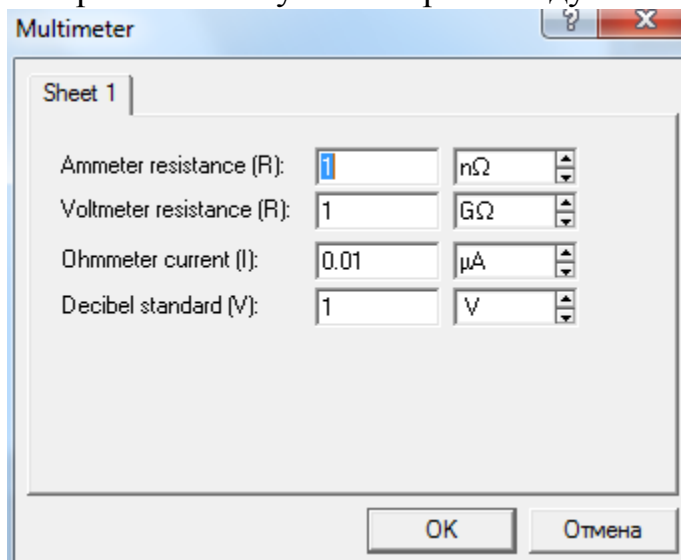 Multimeter
Sheet 1
Ammeter resistance (R): 1 nΩ
Voltmeter resistance (R): 1 GΩ
Ohmmeter current (I): 0.01 µA
Decibel standard (V): 1 V
OK Отмена